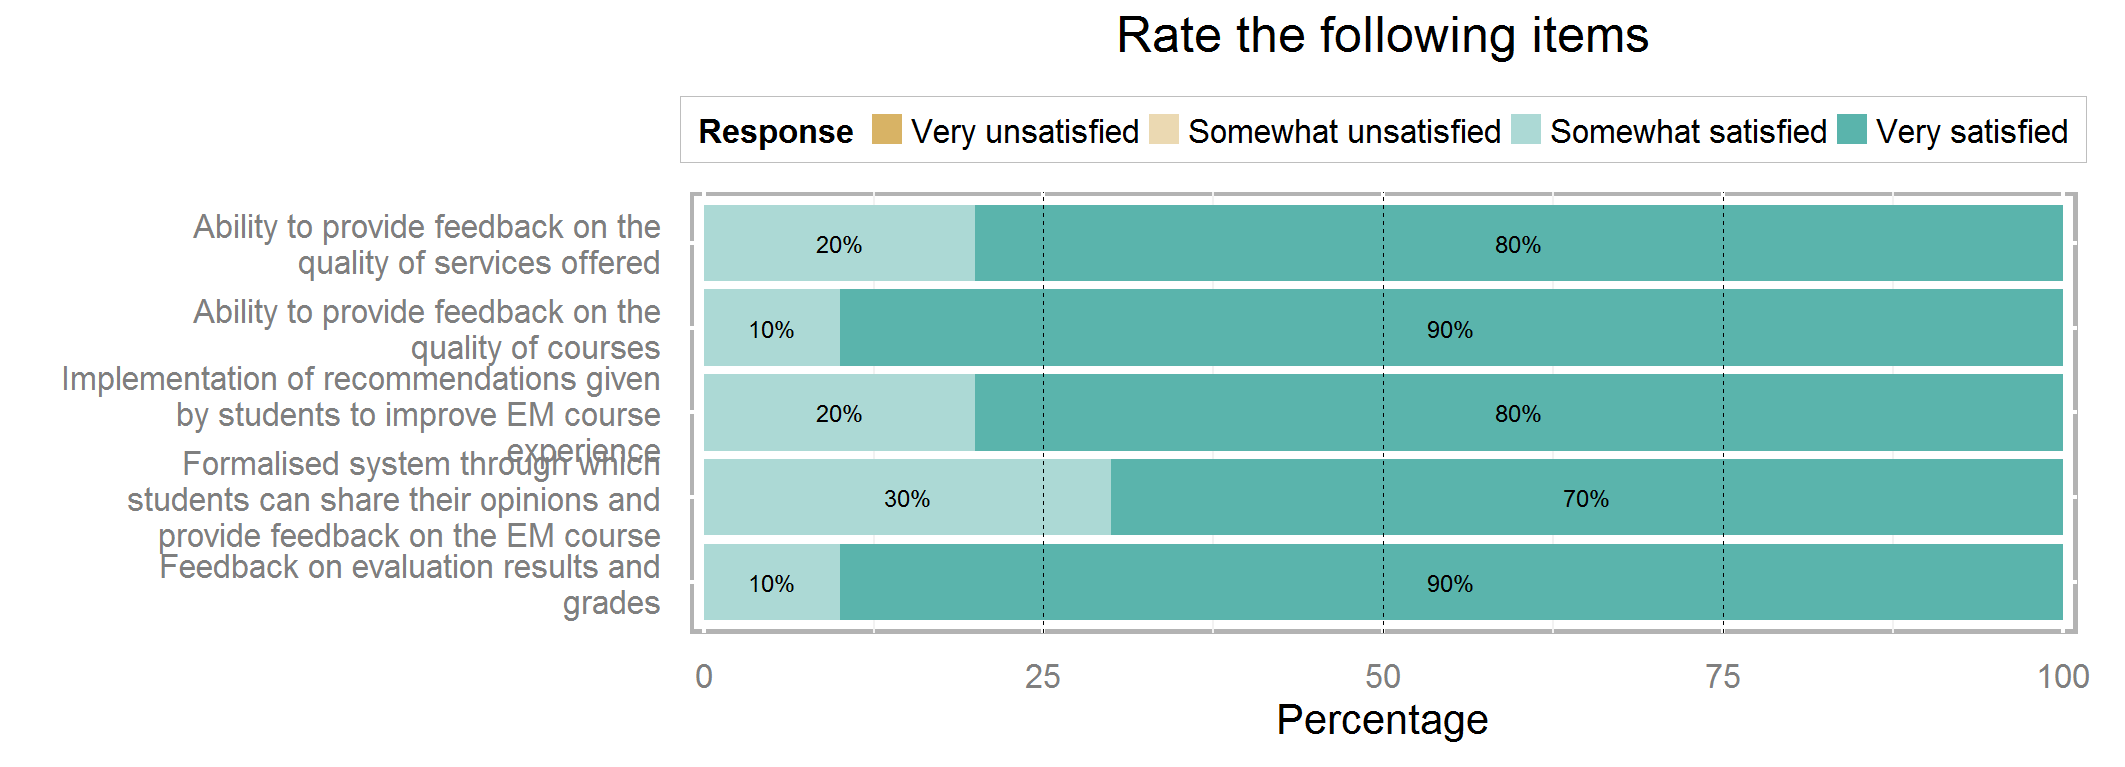 Rate the following items
Response Very unsatisfied Somewhat unsatisfied Somewhat satisfied Very satisfied
Ability to provide feedback on the
quality of services offered
20% 80%
Ability to provide feedback on the
quality of courses
10% 90%
Implementation of recommendations given
by students to improve EM course
experience
20% 80%
Formalised system through which
students can share their opinions and
provide feedback on the EM course
30% 70%
Feedback on evaluation results and
grades
10% 90%
0 25 50 75 100
Percentage